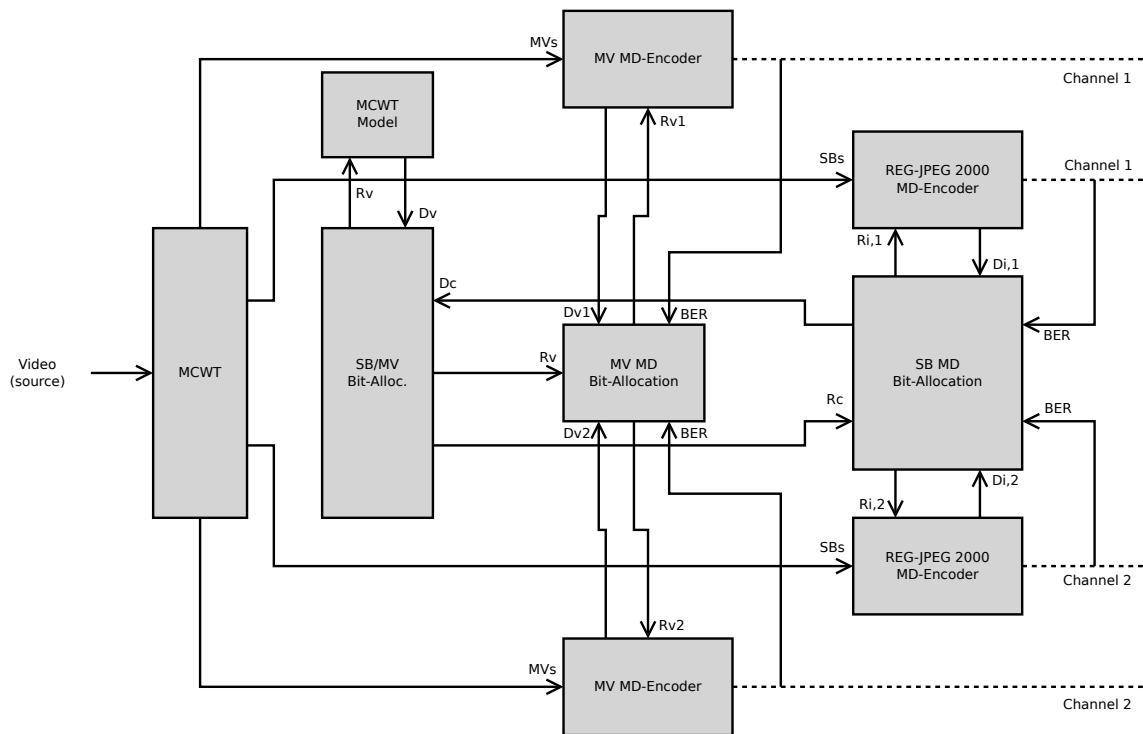 MVs
MV MD-Encoder
Channel 1
MCWT
Model
Rv1
SBs
REG-JPEG 2000
MD-Encoder
Channel 1
Rv
Dv
Ri,1
Di,1
Dc
Dv1
BER
BER
Video
(source)
MCWT
SB/MV
Bit-Alloc.
Rv
MV MD
Bit-Allocation
SB MD
Bit-Allocation
Rc
BER
Dv2
BER
Ri,2
Di,2
SBs
REG-JPEG 2000
MD-Encoder
Channel 2
Rv2
MVs
MV MD-Encoder
Channel 2